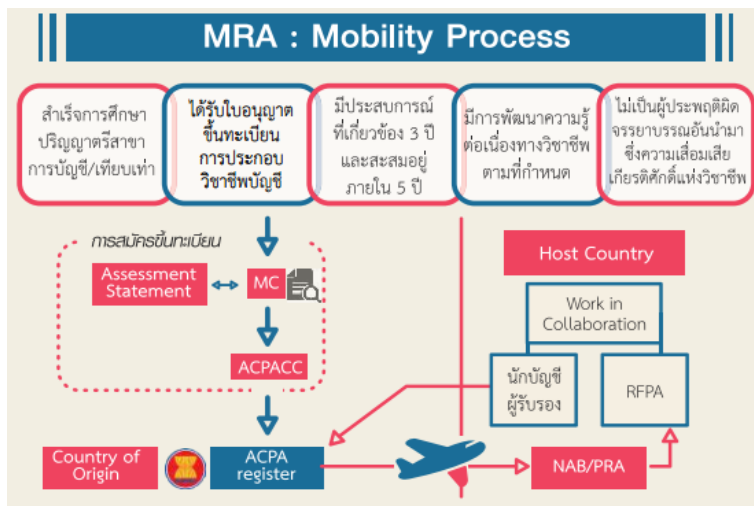 MRA : Mobility Process
สำเร็จการศึกษา
ปริญญาตรีสาขา
การบัญชี/เทียบเท่า
ได้รับใบอนุญาต
ขึ้นทะเบียน
การประกอบ
วิชาชีพบัญชี
มีประสบการณ์
ที่เกี่ยวข้อง 3 ปี
และสะสมอยู่
ภายใน 5 ปี
มีการพัฒนาความรู้
ต่อเนื่องทางวิชาชีพ
ตามที่กำหนด
ไม่เป็นผู้ประพฤติผิด
จรรยาบรรณอันนำมา
ซึ่งความเสื่อมเสีย
เกียรติศักดิ์แห่งวิชาชีพ
การสมัครขึ้นทะเบียน
Assessment
Statement
MC
ACPACC
Host Country
Work in
Collaboration
นักบัญชี
ผู้รับรอง
RFPA
Country of
Origin
ACPA
register
NAB/PRA